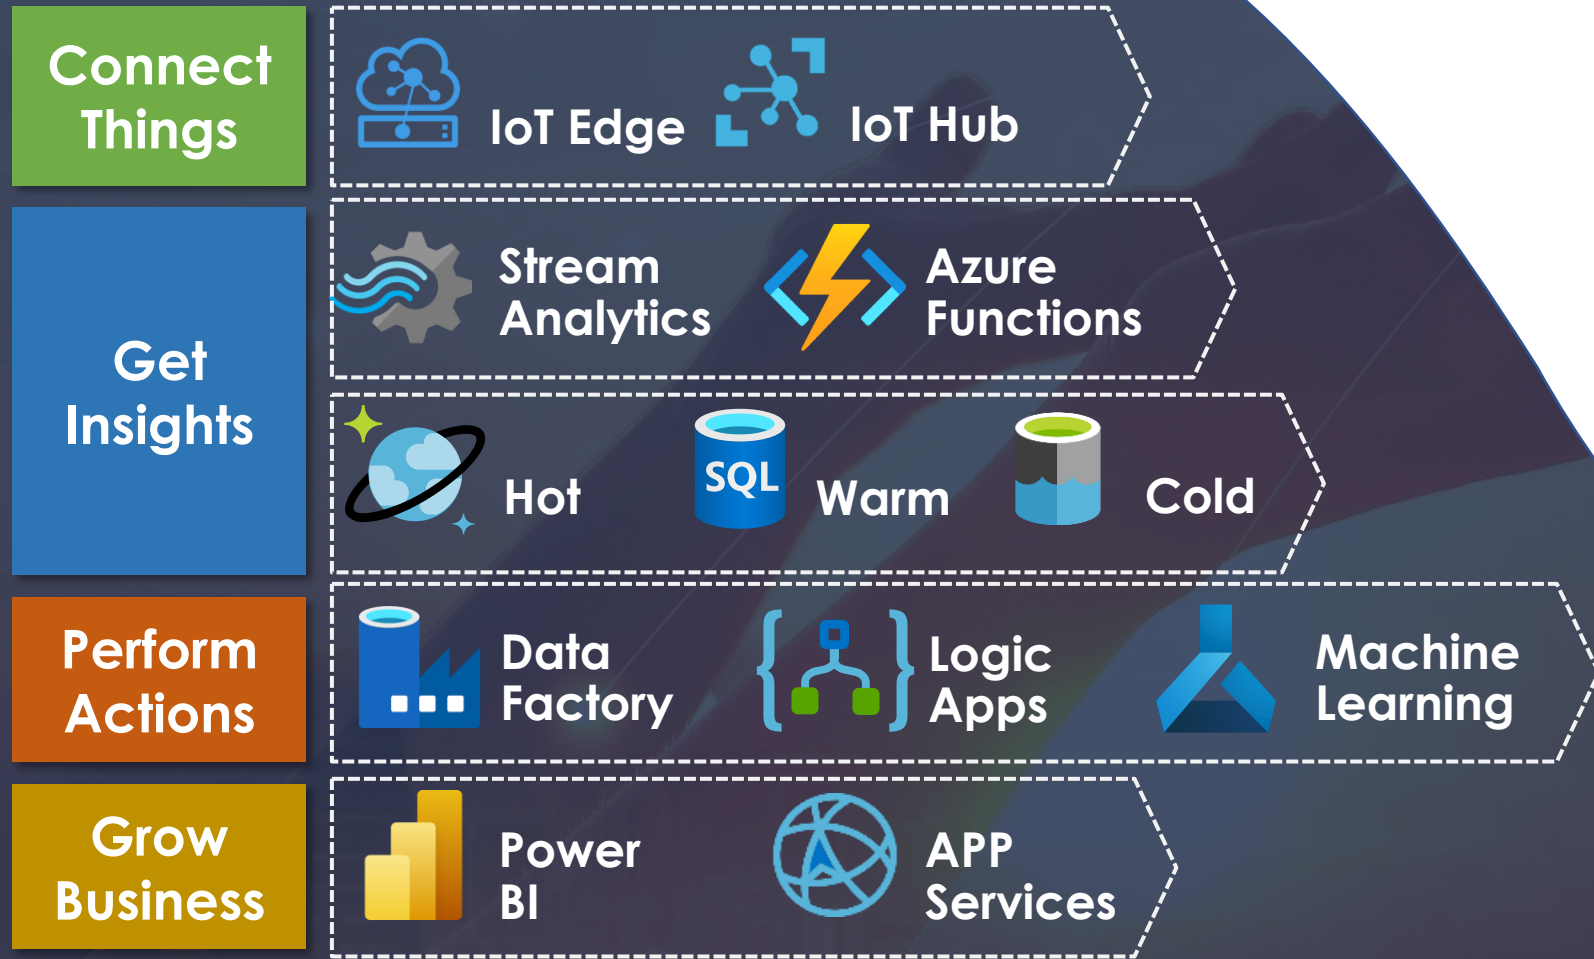 Connect
Things
IoT Edge
IoT Hub
Get
Insights
Stream
Analytics
Azure
Functions
Hot
SQL
Warm
Cold
Perform
Actions
Data
Factory
Logic
Apps
Machine
Learning
Grow
Business
Power
BI
APP
Services